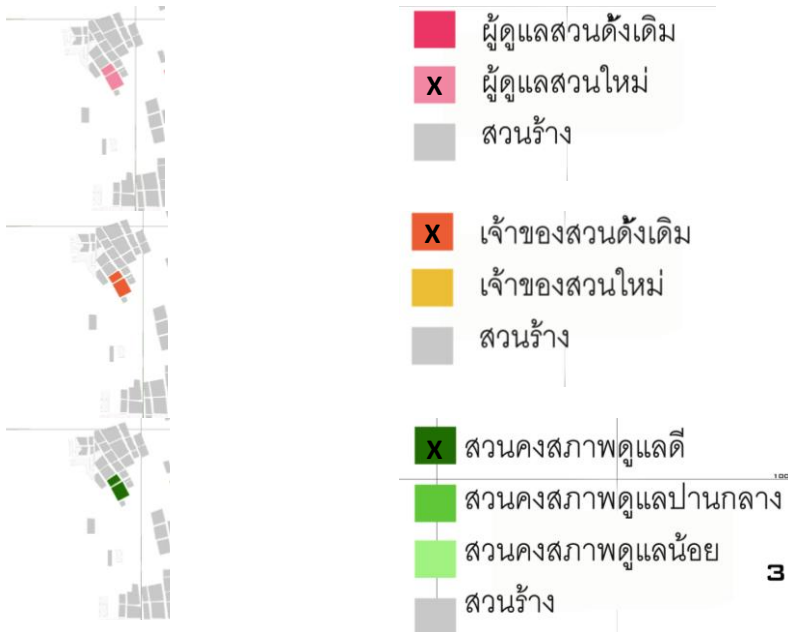 ผู้ดูแลสวนดั้งเดิม
X ผู้ดูแลสวนใหม่
สวนร้าง
X เจ้าของสวนดั้งเดิม
เจ้าของสวนใหม่
สวนร้าง
X สวนคงสภาพดูแลดี
100
สวนคงสภาพดูแลปานกลาง
สวนคงสภาพดูแลน้อย
3
สวนร้าง